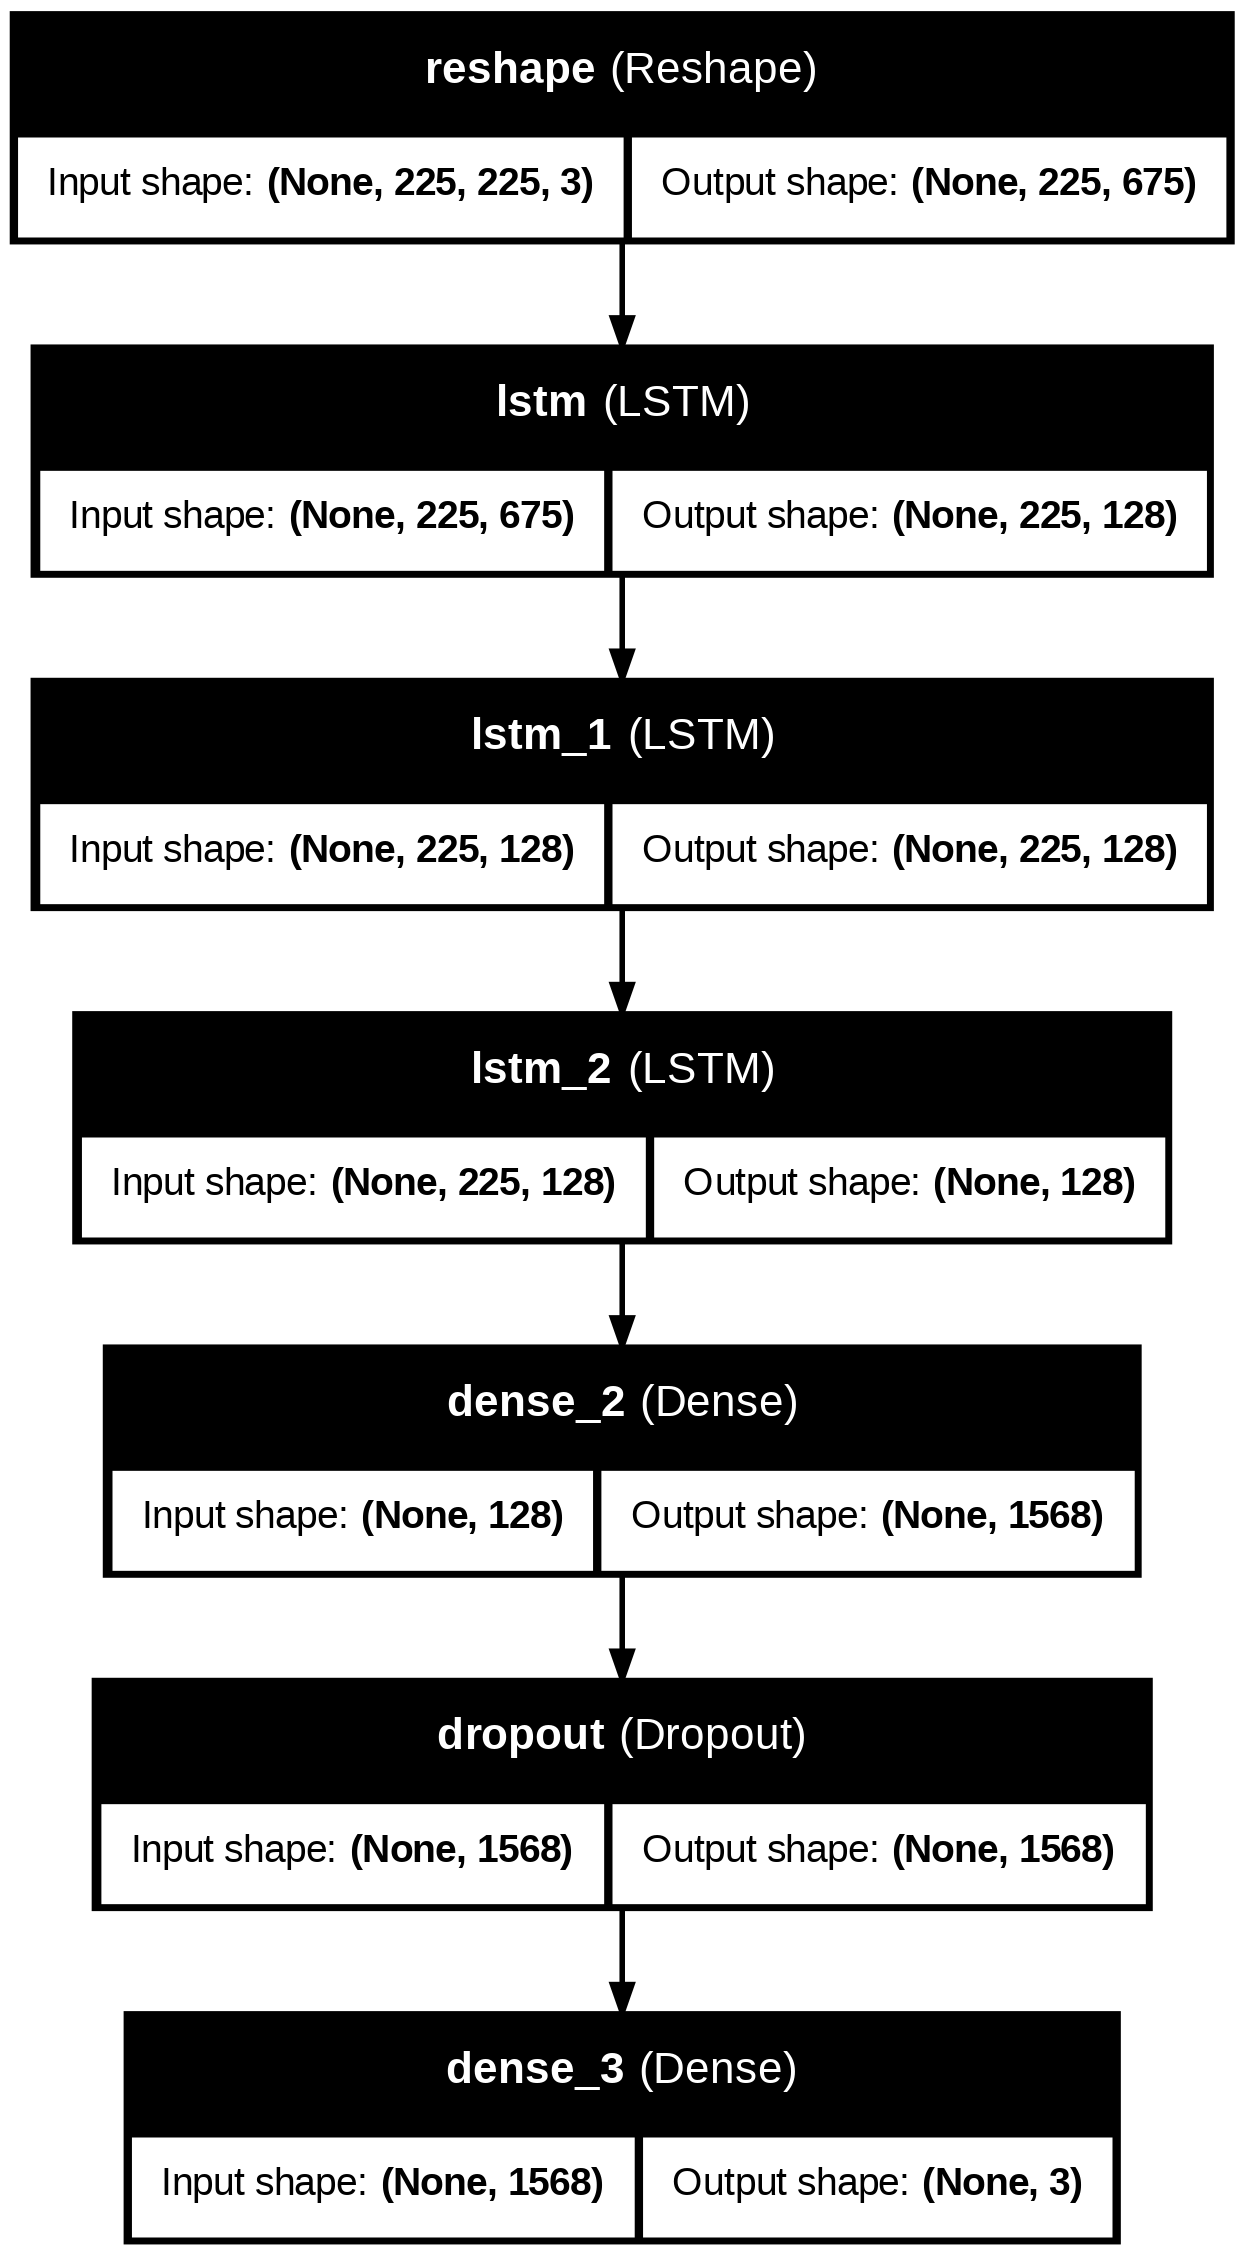 reshape (Reshape)
Input shape: (None, 225, 225, 3) Output shape: (None, 225, 675)
lstm (LSTM)
Input shape: (None, 225, 675) Output shape: (None, 225, 128)
lstm_1 (LSTM)
Input shape: (None, 225, 128) Output shape: (None, 225, 128)
lstm_2 (LSTM)
Input shape: (None, 225, 128) Output shape: (None, 128)
dense_2 (Dense)
Input shape: (None, 128) Output shape: (None, 1568)
dropout (Dropout)
Input shape: (None, 1568) Output shape: (None, 1568)
dense_3 (Dense)
Input shape: (None, 1568) Output shape: (None, 3)